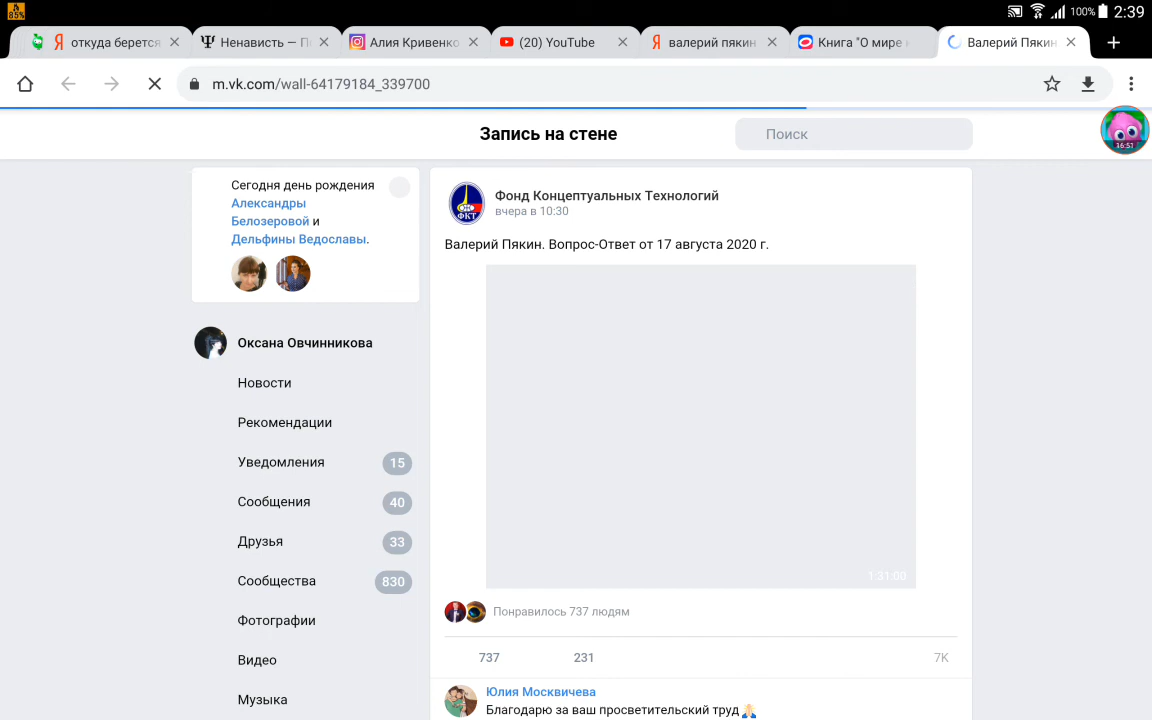 85%
100% 2:39
откуда берется
Ненависть — П
Алия Кривенко
(20) YouTube
валерий пякин
Книга "О мире
Валерий Пякин
m.vk.com/wall-64179184_339700
Запись на стене
Поиск
16:51
Сегодня день рождения
Александры
Белозеровой и
Дельфины Ведославы.
ФКТ
Фонд Концептуальных Технологий
вчера в 10:30
Валерий Пякин. Вопрос-Ответ от 17 августа 2020 г.
1:31:00
Оксана Овчинникова
Новости
Рекомендации
Уведомления 15
Сообщения 40
Друзья 33
Сообщества 830
Фотографии
Видео
Музыка
Понравилось 737 людям
737 231 7K
Юлия Москвичева
Благодарю за ваш просветительский труд